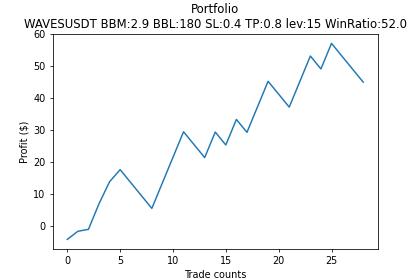 Portfolio
WAVESUSDT BBM:2.9 BBL:180 SL:0.4 TP:0.8 lev:15 WinRatio:52.0
60
50
40
30
20
10
0
Profit ($)
0 5 10 15 20 25
Trade counts